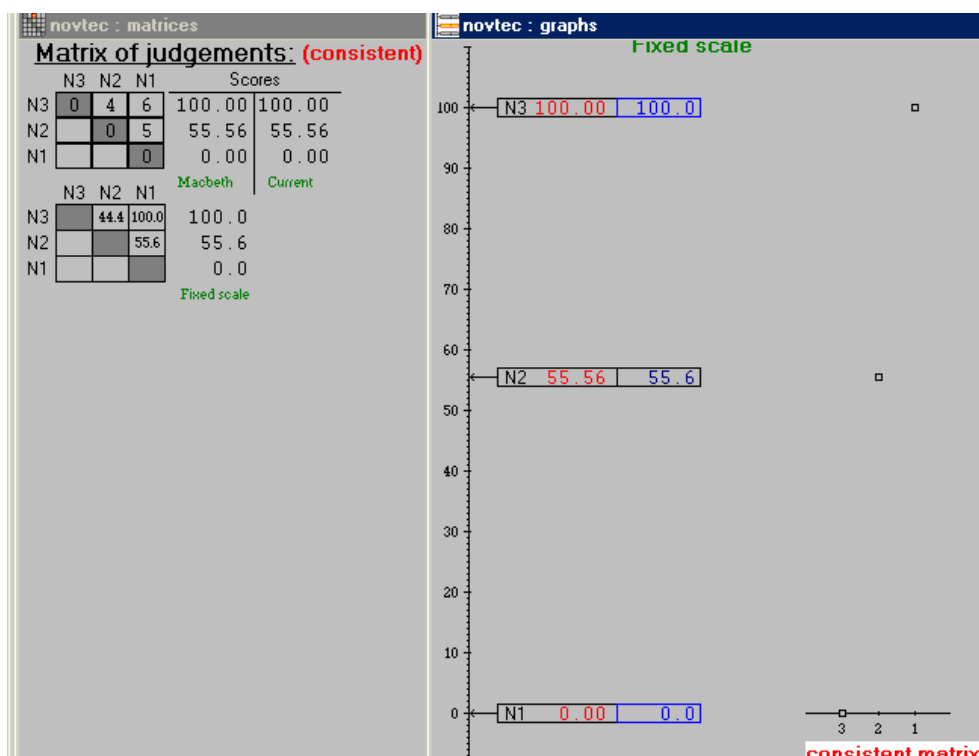 novtec : matrices
Matrix of judgements: (consistent)
N3 N2 N1 Scores
N3 0 4 6 100.00 100.00
N2 0 5 55.56 55.56
N1 0 0.00 0.00
Macbeth Current
N3 N2 N1
N3 44.4 100.0 100.0
N2 55.6 55.6
N1 0.0
Fixed scale
novtec : graphs
Fixed scale
100 N3 100.00 100.0
90
80
70
60
N2 55.56 55.6
50
40
30
20
10
0 N1 0.00 0.0
3 2 1
consistent matrix